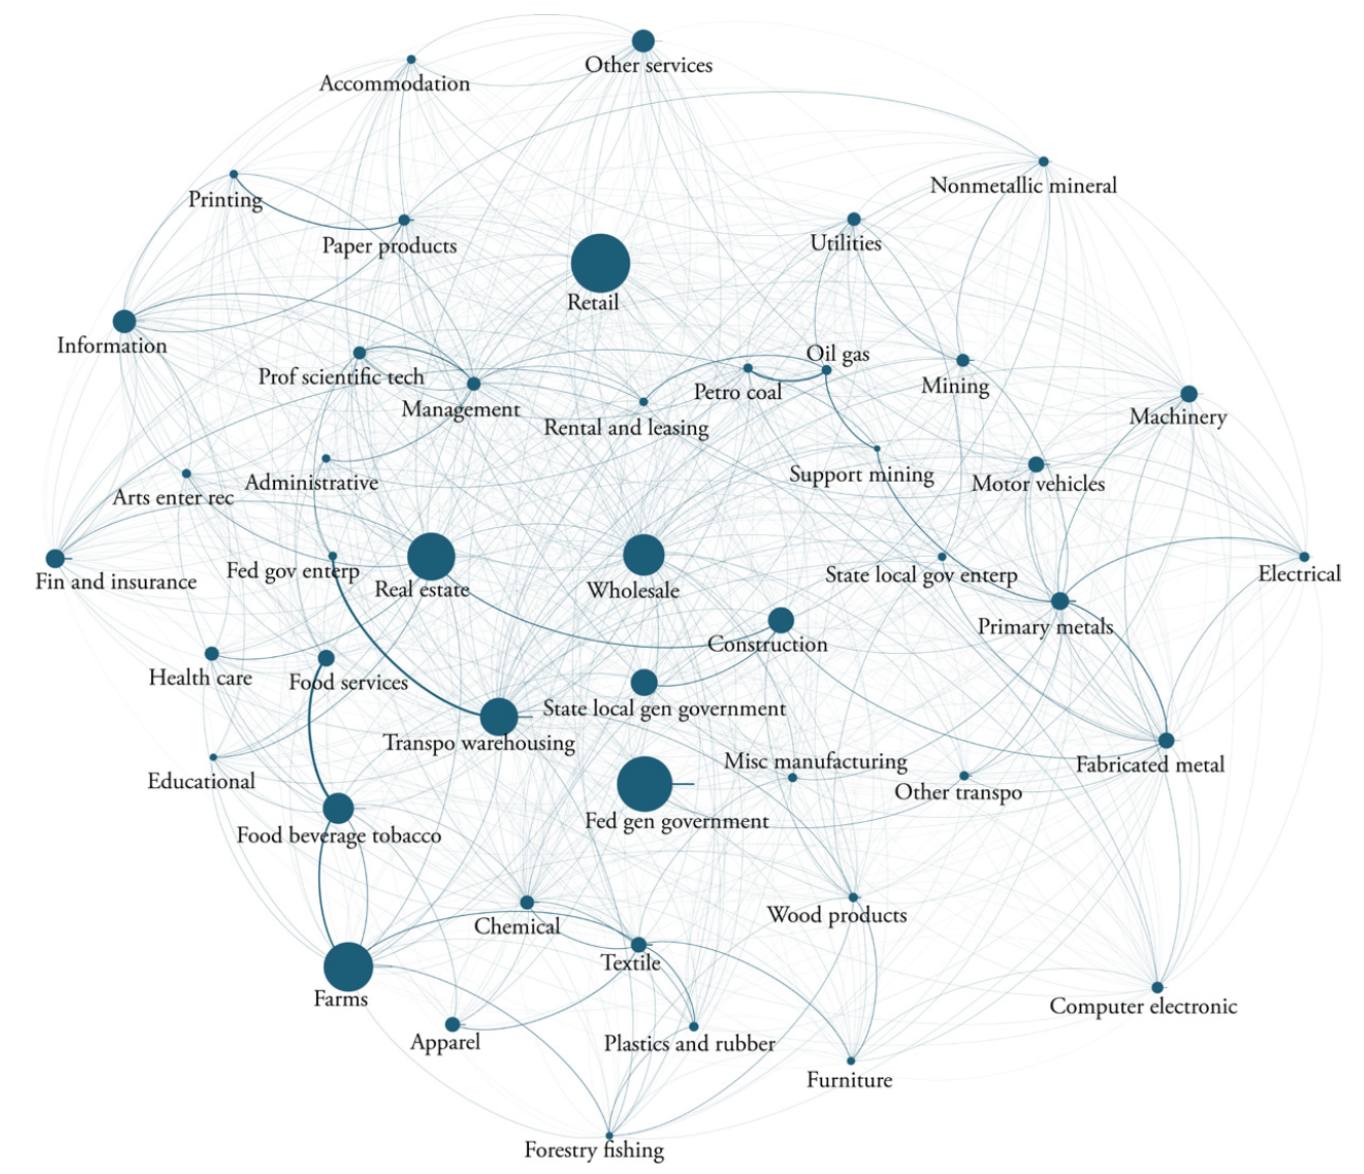 Other services
Accommodation
Nonmetallic mineral
Printing
Paper products
Utilities
Retail
Information
Oil gas
Prof scientific tech
Petro coal
Mining
Management
Machinery
Rental and leasing
Support mining
Administrative
Motor vehicles
Arts enter rec
Fed gov enterp
State local gov enterp
Electrical
Fin and insurance
Real estate
Wholesale
Primary metals
Construction
Health care
Food services
State local gen government
Transpo warehousing
Misc manufacturing
Fabricated metal
Educational
Other transpo
Fed gen government
Food beverage tobacco
Wood products
Chemical
Textile
Farms
Computer electronic
Apparel
Plastics and rubber
Furniture
Forestry fishing